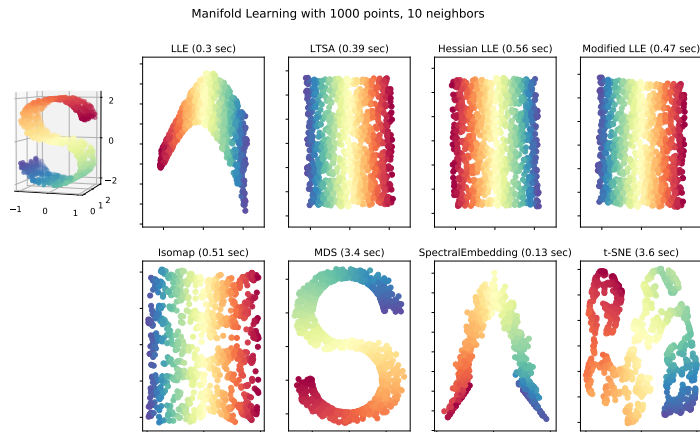 Manifold Learning with 1000 points, 10 neighbors
LLE (0.3 sec)
LTSA (0.39 sec)
Hessian LLE (0.56 sec)
Modified LLE (0.47 sec)
2
0
−2
2
−1
0
1
0
Isomap (0.51 sec)
MDS (3.4 sec)
SpectralEmbedding (0.13 sec)
t-SNE (3.6 sec)